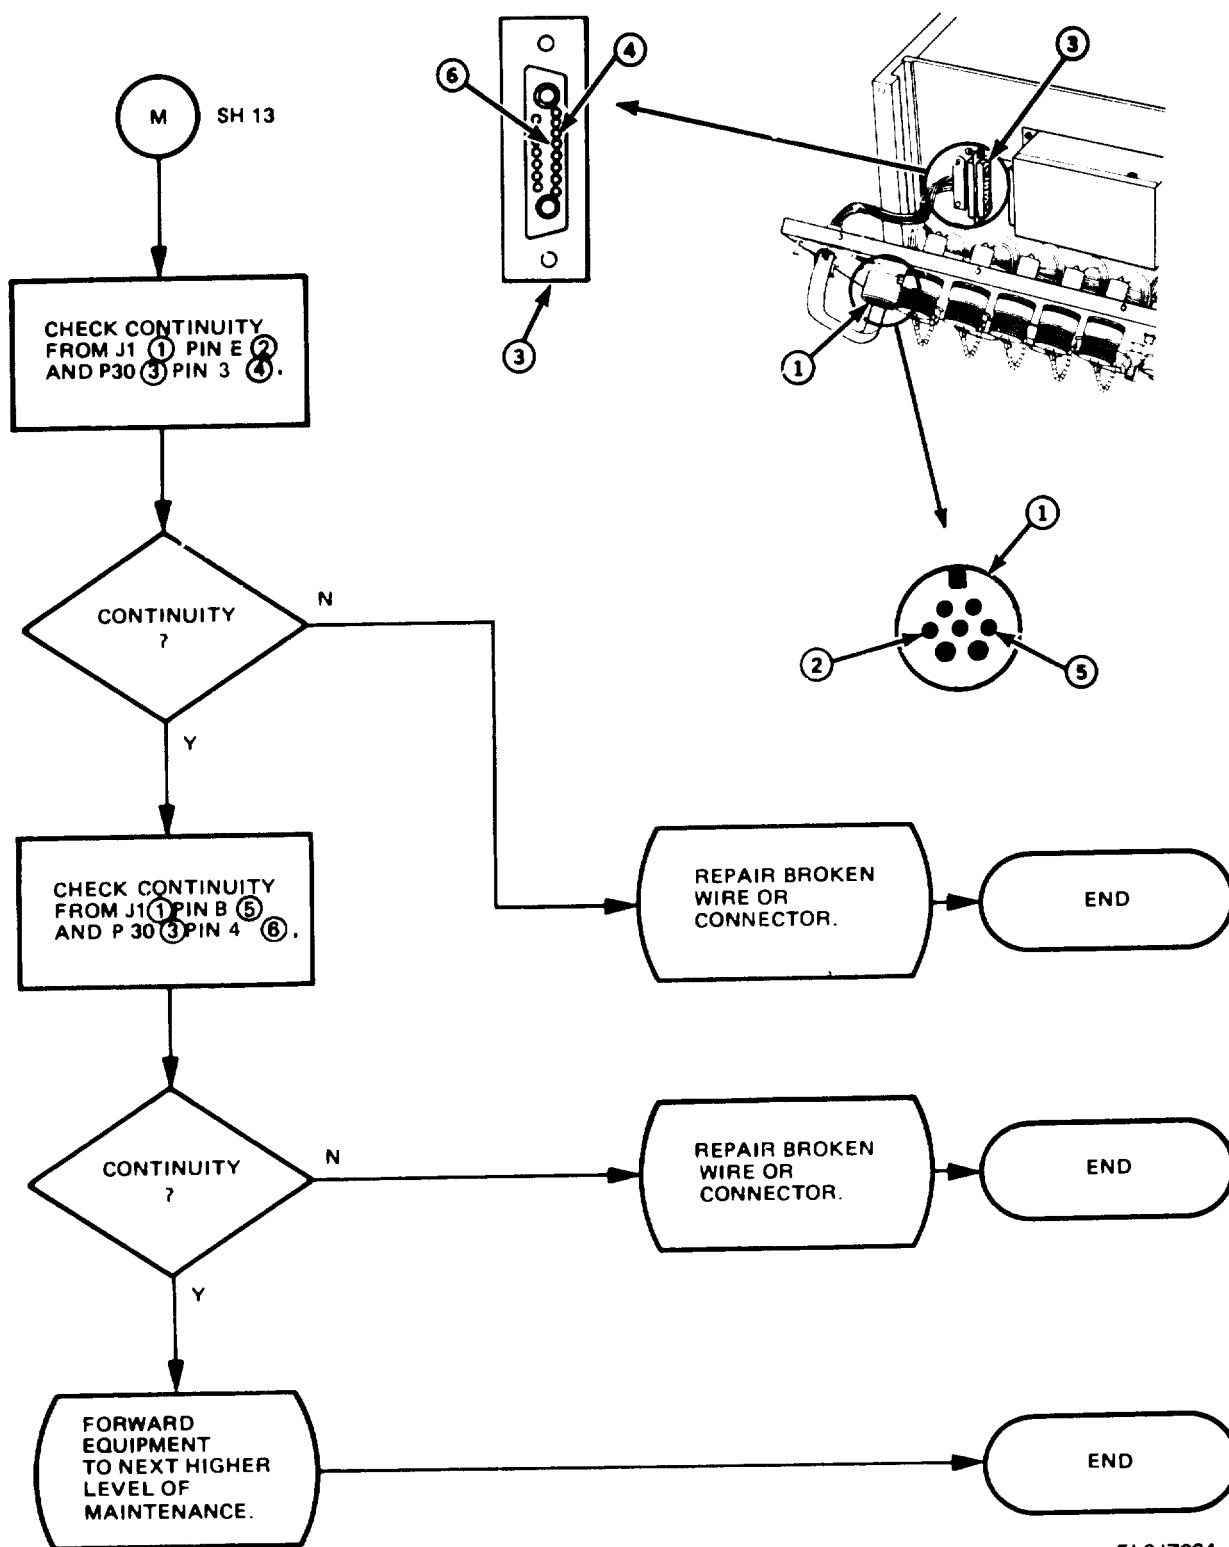 M SH 13
④
⑥
③
③
①
CHECK CONTINUITY
FROM J1 ① PIN E ②
AND P30 ③ PIN 3 ④.
①
②
⑤
CONTINUITY
?
N
Y
CHECK CONTINUITY
FROM J1 ① PIN B ⑤
AND P 30 ③ PIN 4 ⑥.
REPAIR BROKEN
WIRE OR
CONNECTOR.
END
CONTINUITY
?
N
Y
REPAIR BROKEN
WIRE OR
CONNECTOR.
END
FORWARD
EQUIPMENT
TO NEXT HIGHER
LEVEL OF
MAINTENANCE.
END